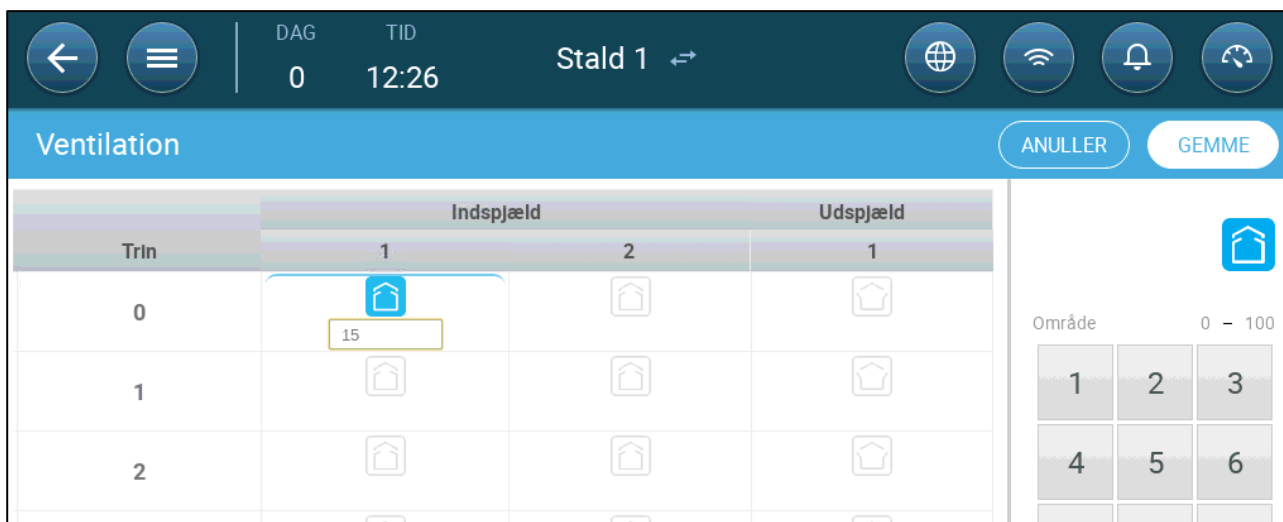 DAG TID
0 12:26 Stald 1
Ventilation ANULLER GEMME
Indspjæld Udspjæld
Trin 1 2 1
0
15
Område 0 – 100
1
2
1 2 3
4 5 6